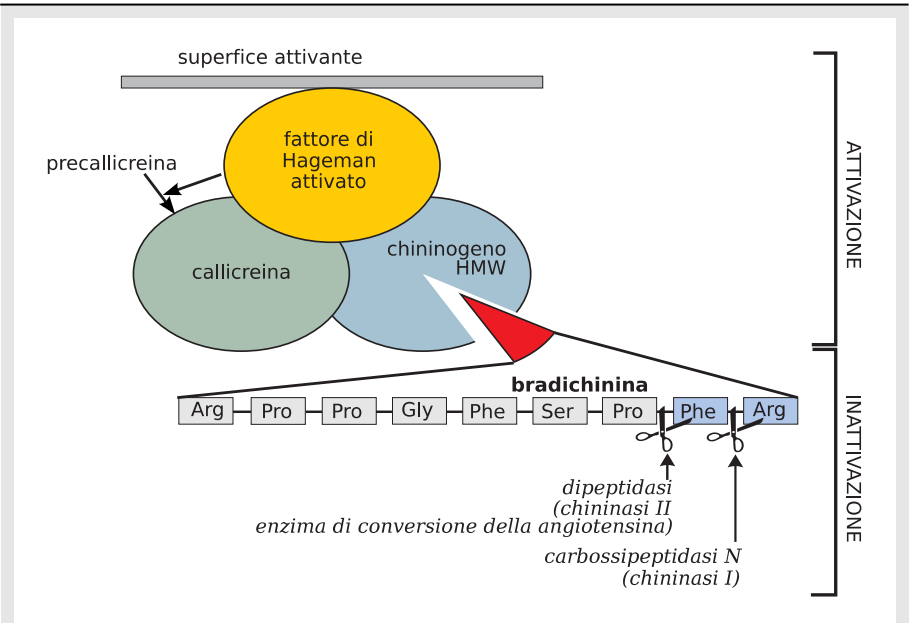 superfice attivante
fattore di
Hageman
attivato
precallicreina
callicreina
chininogeno
HMW
ATTIVAZIONE
bradichinina
Arg Pro Pro Gly Phe Ser Pro Phe Arg
dipeptidasi
(chininasi II
enzima di conversione della angiotensina)
carbossipeptidasi N
(chininasi I)
INATTIVAZIONE